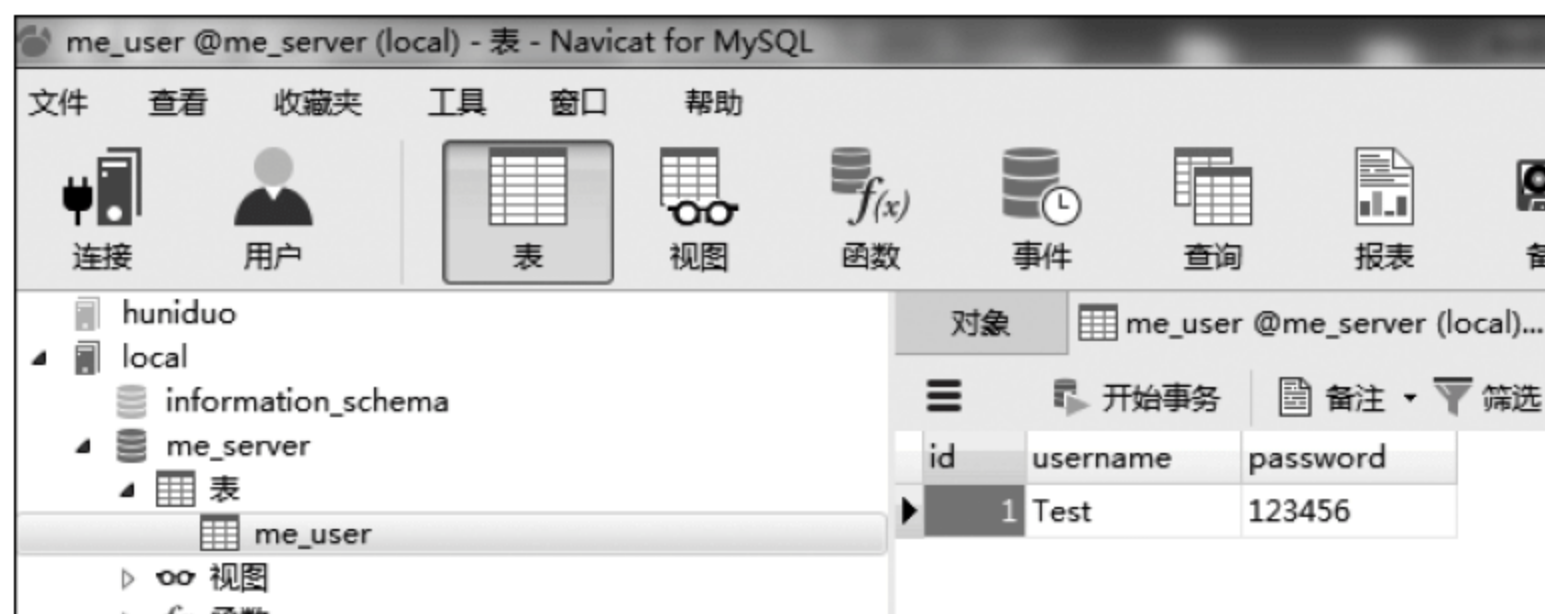 me_user @me_server (local) - 表 - Navicat for MySQL
文件 查看 收藏夹 工具 窗口 帮助
连接 用户 表 视图 函数 事件 查询 报表
huniduo
local
information_schema
me_server
表
me_user
视图
函数
对象 me_user @me_server (local)...
开始事务 备注 筛选
id username password
1 Test 123456